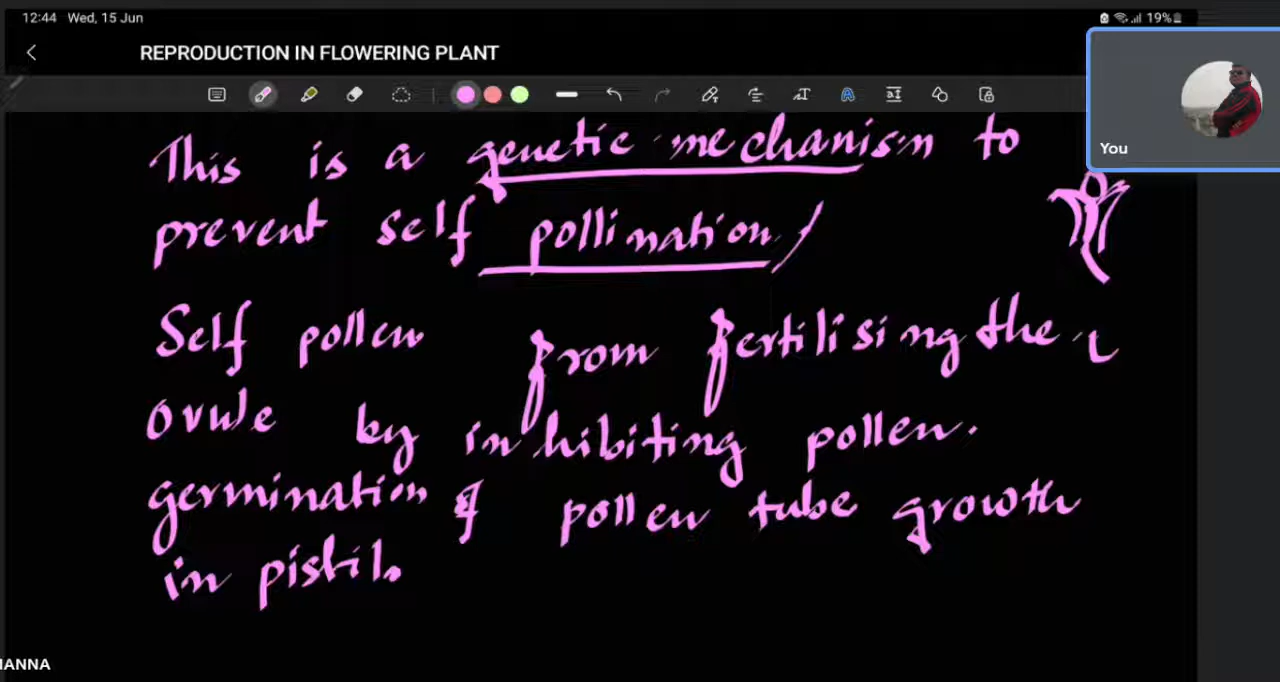 12:44 Wed, 15 Jun
19%
REPRODUCTION IN FLOWERING PLANT
You
This is a genetic mechanism to
prevent self pollination/
Self pollen from fertilising the
ovule by inhibiting pollen.
germination & pollen tube growth
in pistil.
IANNA